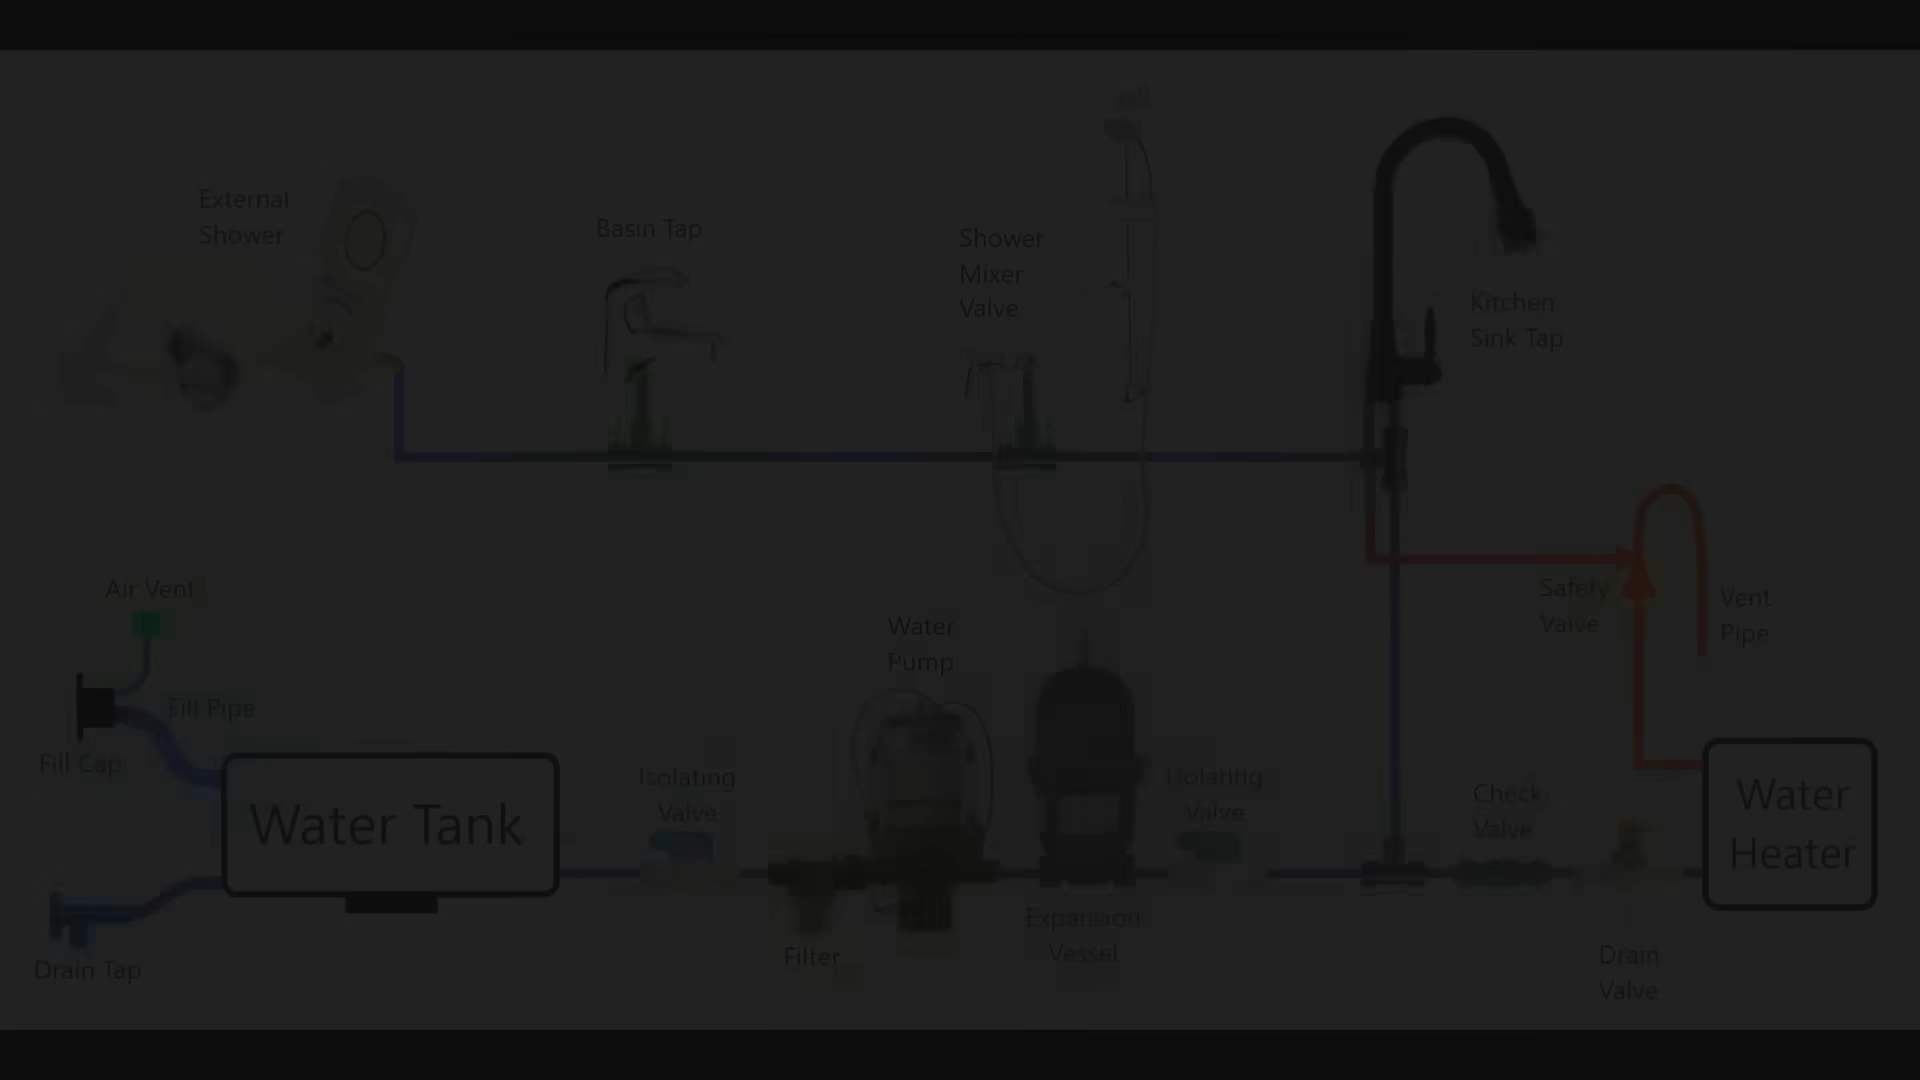 External
Shower
Basin Tap
Shower
Mixer
Valve
Kitchen
Sink Tap
Air Vent
Fill Pipe
Fill Cap
Water Tank
Drain Tap
Isolating
Valve
Water
Pump
Filter
Expansion
Vessel
Isolating
Valve
Check
Valve
Safety
Valve
Vent
Pipe
Water
Heater
Drain
Valve